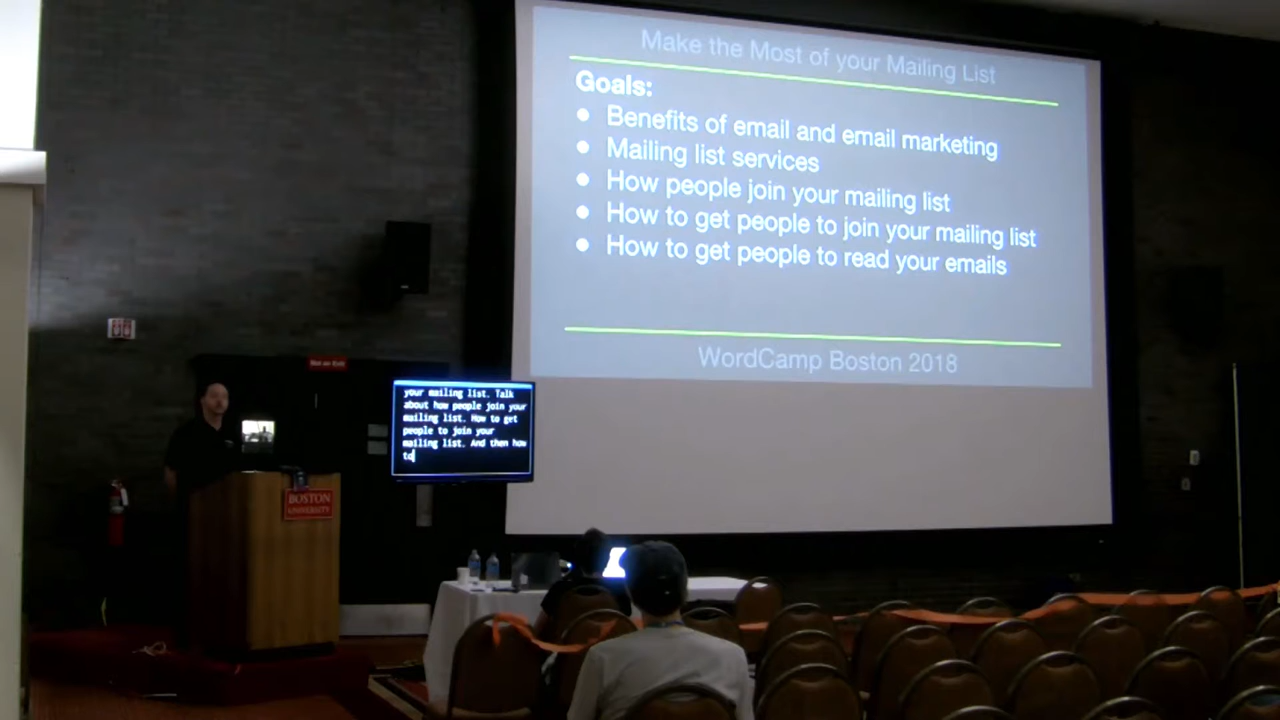 Make the Most of your Mailing List
Goals:
● Benefits of email and email marketing
● Mailing list services
● How people join your mailing list
● How to get people to join your mailing list
● How to get people to read your emails
WordCamp Boston 2018
Not an Exit
your mailing list. Talk
about how people join your
mailing list. How to get
people to join your
mailing list. And then how
to
BOSTON
UNIVERSITY